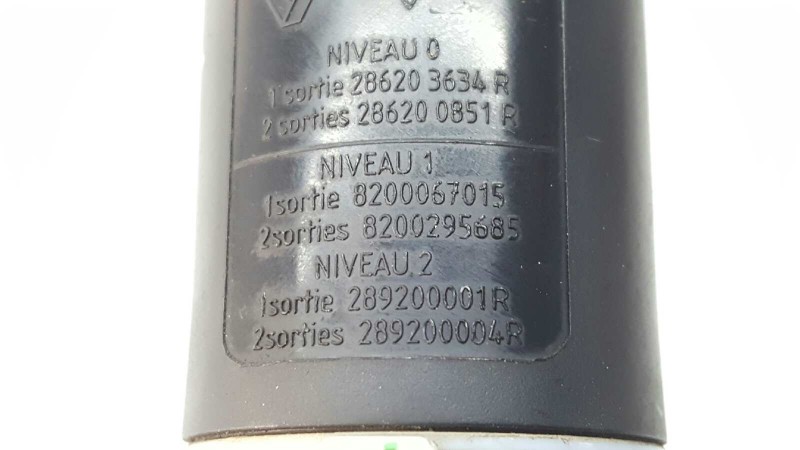 NIVEAU 0
1 sortie 28620 3634 R
2 sorties 28620 0851 R
NIVEAU 1
1sortie 8200067015
2sorties 8200295685
NIVEAU 2
1sortie 289200001R
2sorties 289200004R